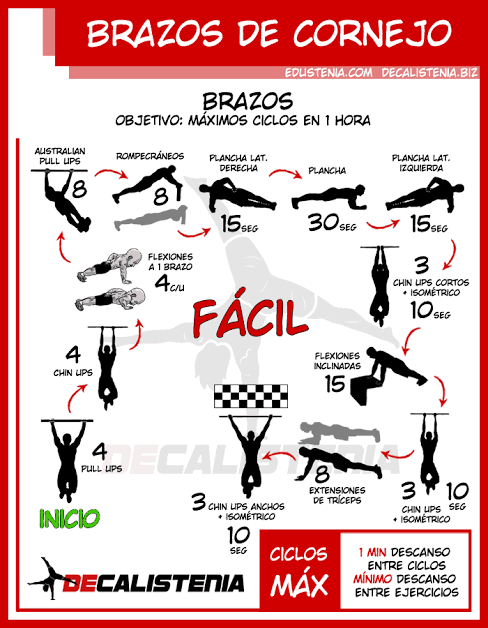 BRAZOS DE CORNEJO
EDUSTENIA.COM DECALISTENIA.BIZ
BRAZOS
OBJETIVO: MÁXIMOS CICLOS EN 1 HORA
AUSTRALIAN
PULL UPS
8
ROMPECRÁNEOS
8
PLANCHA LAT.
DERECHA
15 SEG
PLANCHA
30 SEG
PLANCHA LAT.
IZQUIERDA
15 SEG
3
CHIN UPS CORTOS
+ ISOMÉTRICO
10
SEG
FLEXIONES
A 1 BRAZO
4 C/U
FÁCIL
4
CHIN UPS
FLEXIONES
INCLINADAS
15
4
PULL UPS
INICIO
DECALISTENIA
3 CHIN UPS
+ ISOMÉTRICO
10
SEG
8
EXTENSIONES
DE TRÍCEPS
3 CHIN UPS ANCHOS
+ ISOMÉTRICO
10
SEG
DECALISTENIA
CICLOS
MÁX
1 MIN DESCANSO
ENTRE CICLOS
MÍNIMO DESCANSO
ENTRE EJERCICIOS